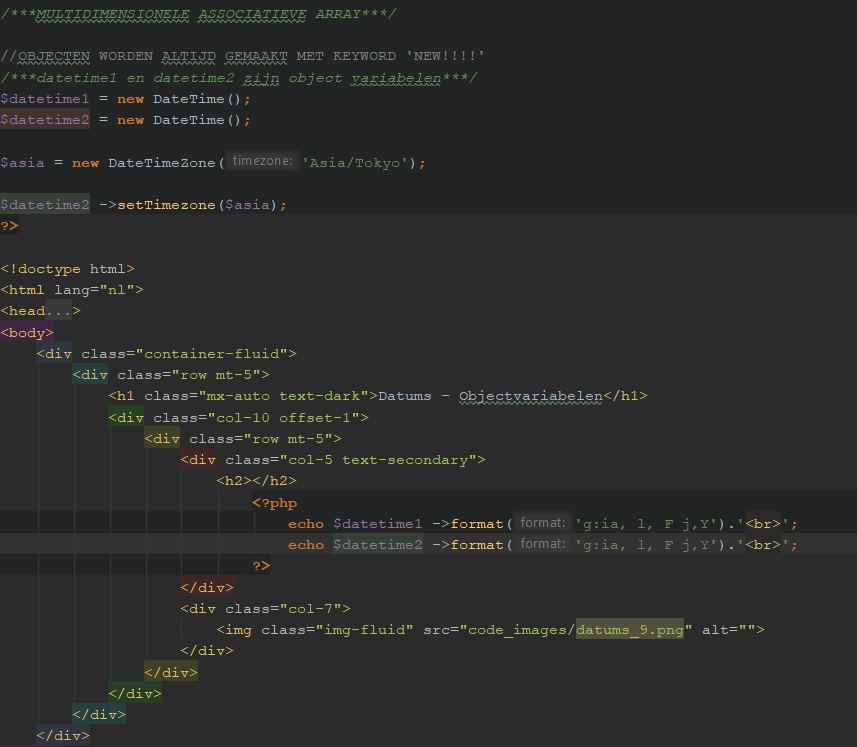 /***MULTIDIMENSIONELE ASSOCIATIEVE ARRAY***/
//OBJECTEN WORDEN ALTIJD GEMAAKT MET KEYWORD 'NEW!!!!'
/***datetime1 en datetime2 zijn object variabelen***/
$datetime1 = new DateTime();
$datetime2 = new DateTime();
$asia = new DateTimeZone( timezone: 'Asia/Tokyo');
$datetime2 ->setTimezone($asia);
?>
<!doctype html>
<html lang="nl">
<head...>
<body>
<div class="container-fluid">
<div class="row mt-5">
<h1 class="mx-auto text-dark">Datums - Objectvariabelen</h1>
<div class="col-10 offset-1">
<div class="row mt-5">
<div class="col-5 text-secondary">
<h2></h2>
<?php
echo $datetime1 ->format( format: 'g:ia, l, F j,Y').'<br>';
echo $datetime2 ->format( format: 'g:ia, l, F j,Y').'<br>';
?>
</div>
<div class="col-7">
<img class="img-fluid" src="code_images/datums_9.png" alt="">
</div>
</div>
</div>
</div>
</div>